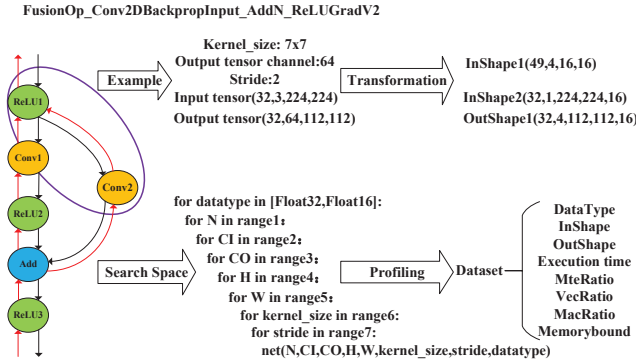 FusionOp_Conv2DBackpropInput_AddN_ReLUGradV2
ReLU1
Conv1
Conv2
ReLU2
Add
ReLU3
Example
Kernel_size: 7x7
Output tensor channel:64
Stride:2
Input tensor(32,3,224,224)
Output tensor(32,64,112,112)
Transformation
InShape1(49,4,16,16)
InShape2(32,1,224,224,16)
OutShape1(32,4,112,112,16)
Search Space
for datatype in [Float32,Float16]:
for N in range1:
for CI in range2:
for CO in range3:
for H in range4:
for W in range5:
for kernel_size in range6:
for stride in range7:
net(N,CI,CO,H,W,kernel_size,stride,datatype)
Profiling
Dataset
DataType
InShape
OutShape
Execution time
MteRatio
VecRatio
MacRatio
Memorybound